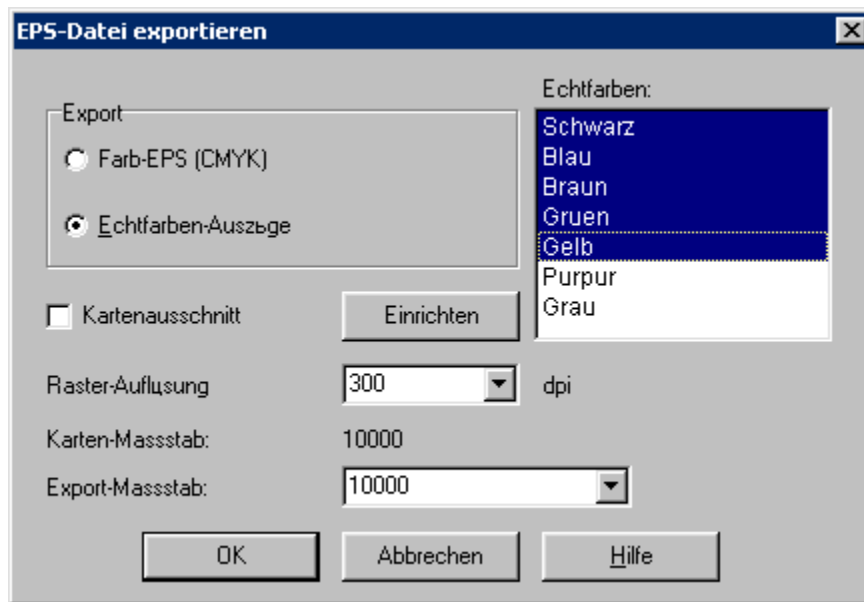 EPS-Datei exportieren
Echtfarben:
Export
Farb-EPS (CMYK)
Echtfarben-Auszьge
Schwarz
Blau
Braun
Gruen
Gelb
Purpur
Grau
Kartenausschnitt
Einrichten
Raster-Auflцsung
300
dpi
Karten-Massstab:
10000
Export-Massstab:
10000
OK
Abbrechen
Hilfe